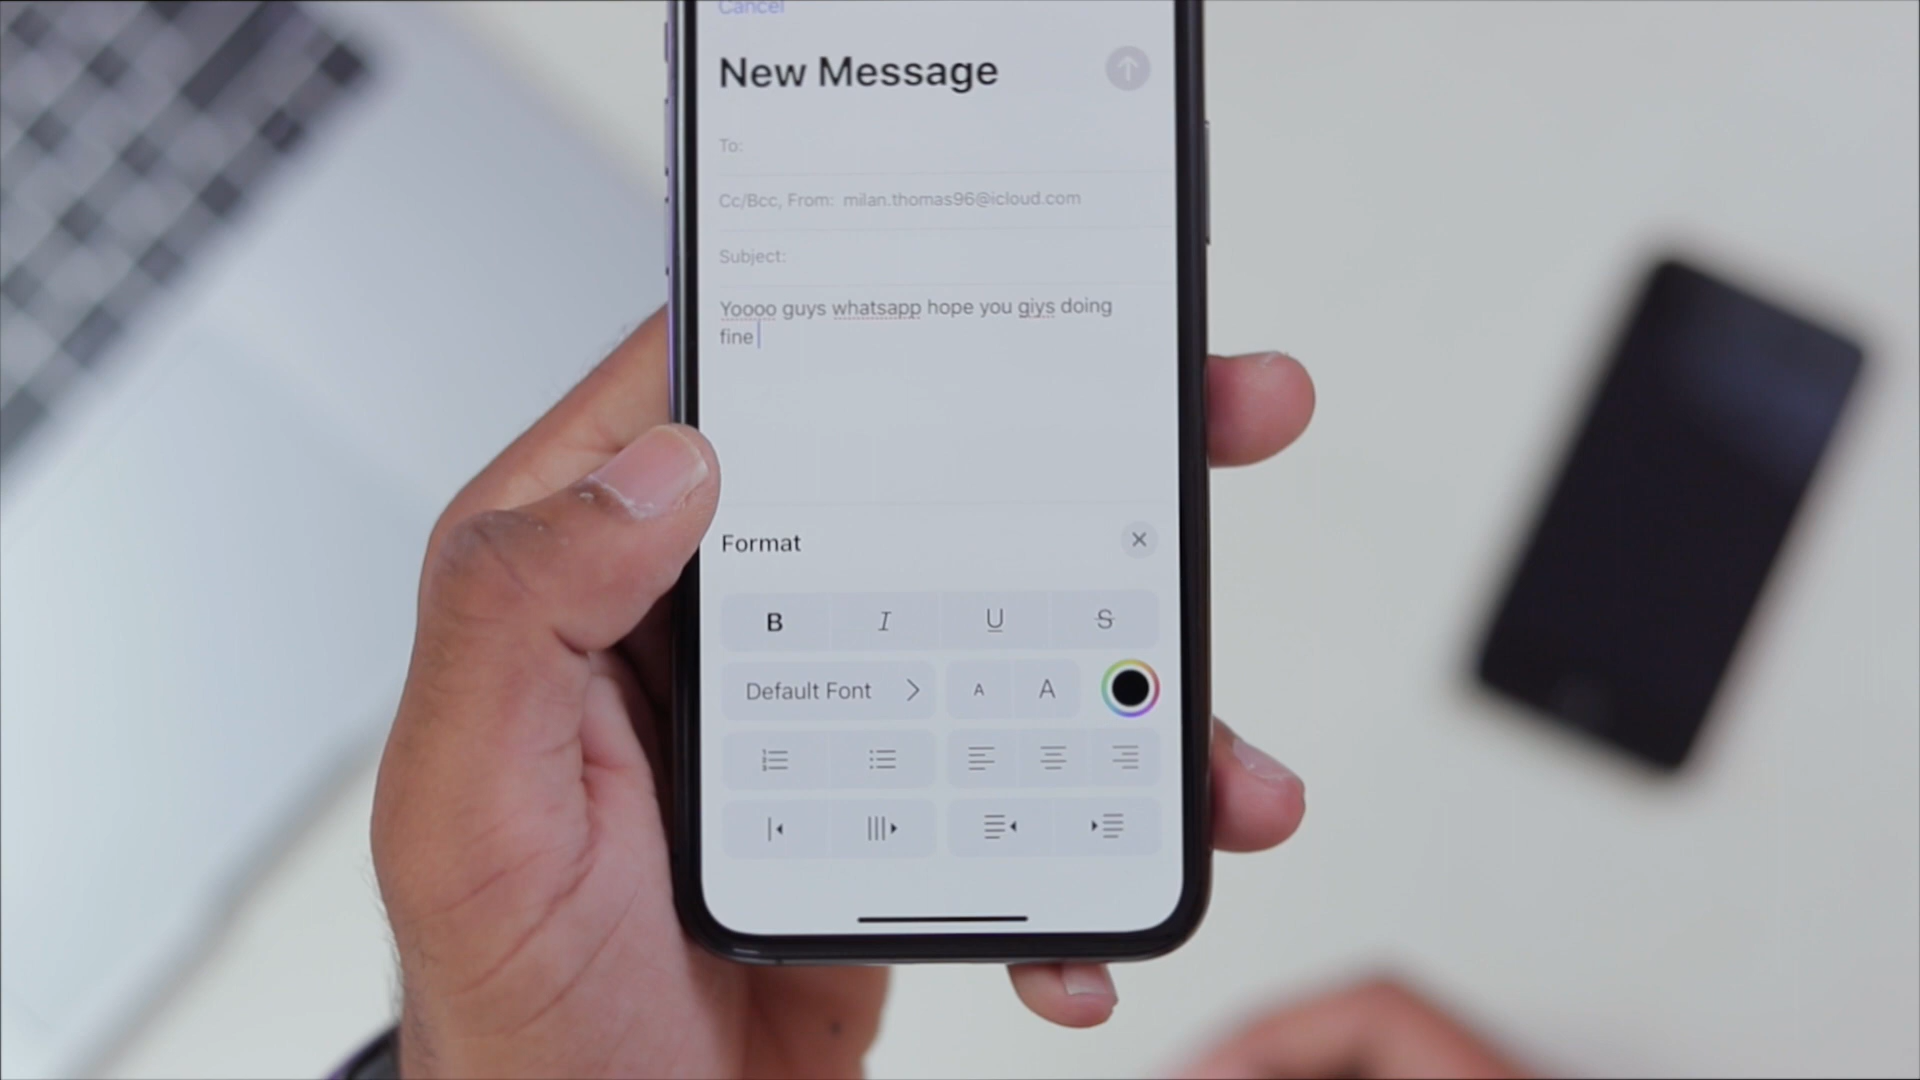 Cancel
New Message
To:
Cc/Bcc, From: milan.thomas96@icloud.com
Subject:
Yoooo guys whatsapp hope you giys doing
fine
Format
B I U S
Default Font A A